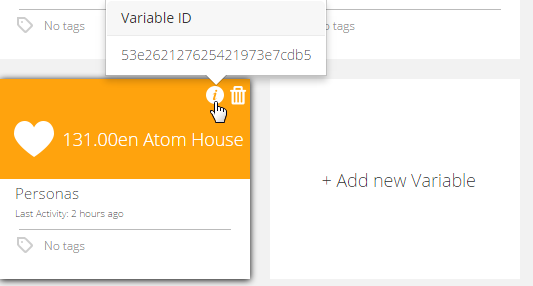 Variable ID
53e262127625421973e7cdb5
No tags
o tags
131.00en Atom House
Personas
Last Activity: 2 hours ago
No tags
+ Add new Variable